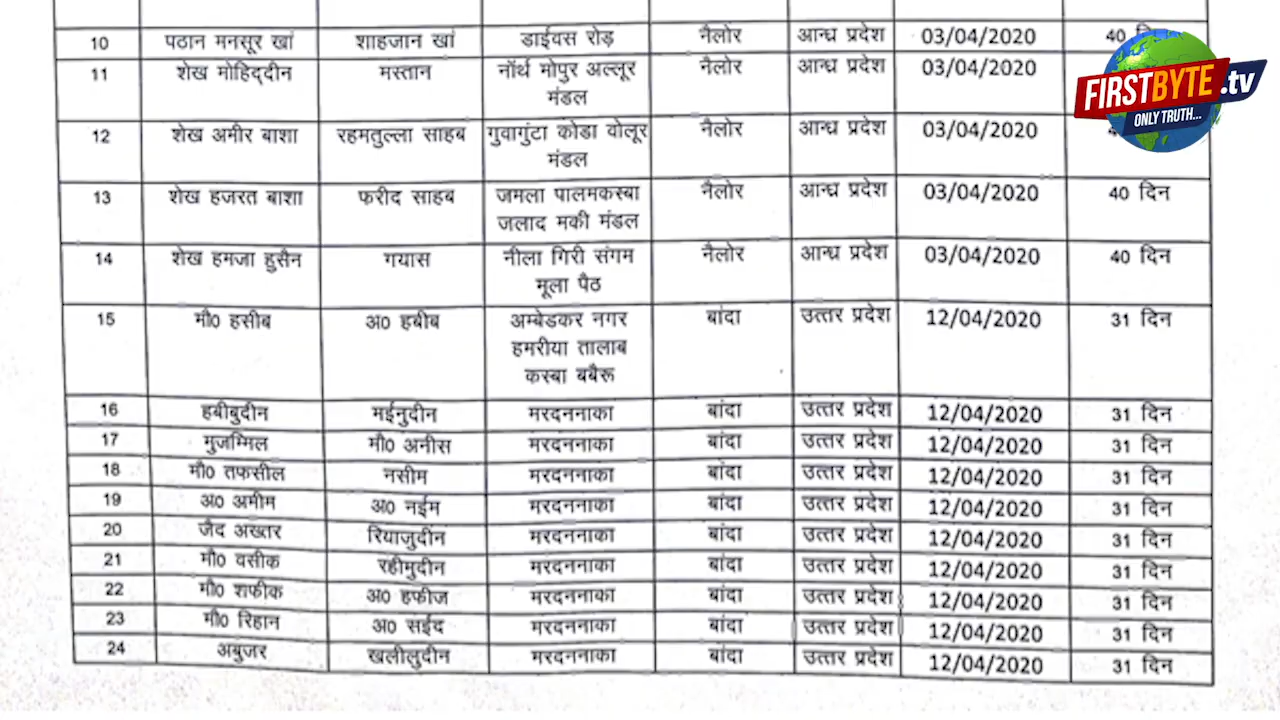 10 पठान मनसूर खां शाहजान खां डाईवस रोड़ नैलोर आन्ध्र प्रदेश 03/04/2020 40
11 शेख मोहिद्दीन मस्तान नॉर्थ मोपुर अल्लूर नैलोर आन्ध्र प्रदेश 03/04/2020
मंडल
12 शेख अमीर बाशा रहमतुल्ला साहब गुवागुंटा कोडा वोलूर नैलोर आन्ध्र प्रदेश 03/04/2020
मंडल
13 शेख हजरत बाशा फरीद साहब जमला पालमकस्बा नैलोर आन्ध्र प्रदेश 03/04/2020 40 दिन
जलाद मकी मंडल
14 शेख हमजा हुसैन गयास नीला गिरी संगम नैलोर आन्ध्र प्रदेश 03/04/2020 40 दिन
मूला पैठ
15 मौ0 हसीब अ0 हबीब अम्बेडकर नगर बांदा उत्तर प्रदेश 12/04/2020 31 दिन
हमरीया तालाब
कस्बा बबैरू
16 हबीबुदीन मईनुदीन मरदननाका बांदा उत्तर प्रदेश 12/04/2020 31 दिन
17 मुजम्मिल मौ0 अनीस मरदननाका बांदा उत्तर प्रदेश 12/04/2020 31 दिन
18 मौ0 तफसील नसीम मरदननाका बांदा उत्तर प्रदेश 12/04/2020 31 दिन
19 अ0 अमीम अ0 नईम मरदननाका बांदा उत्तर प्रदेश 12/04/2020 31 दिन
20 जैद अख्तर रियाजुदीन मरदननाका बांदा उत्तर प्रदेश 12/04/2020 31 दिन
21 मौ0 वसीक रहीमुदीन मरदननाका बांदा उत्तर प्रदेश 12/04/2020 31 दिन
22 मौ0 शफीक अ0 हफीज मरदननाका बांदा उत्तर प्रदेश 12/04/2020 31 दिन
23 मौ0 रिहान अ0 सईद मरदननाका बांदा उत्तर प्रदेश 12/04/2020 31 दिन
24 अबुजर खलीलुदीन मरदननाका बांदा उत्तर प्रदेश 12/04/2020 31 दिन
FIRSTBYTE.tv
ONLY TRUTH...